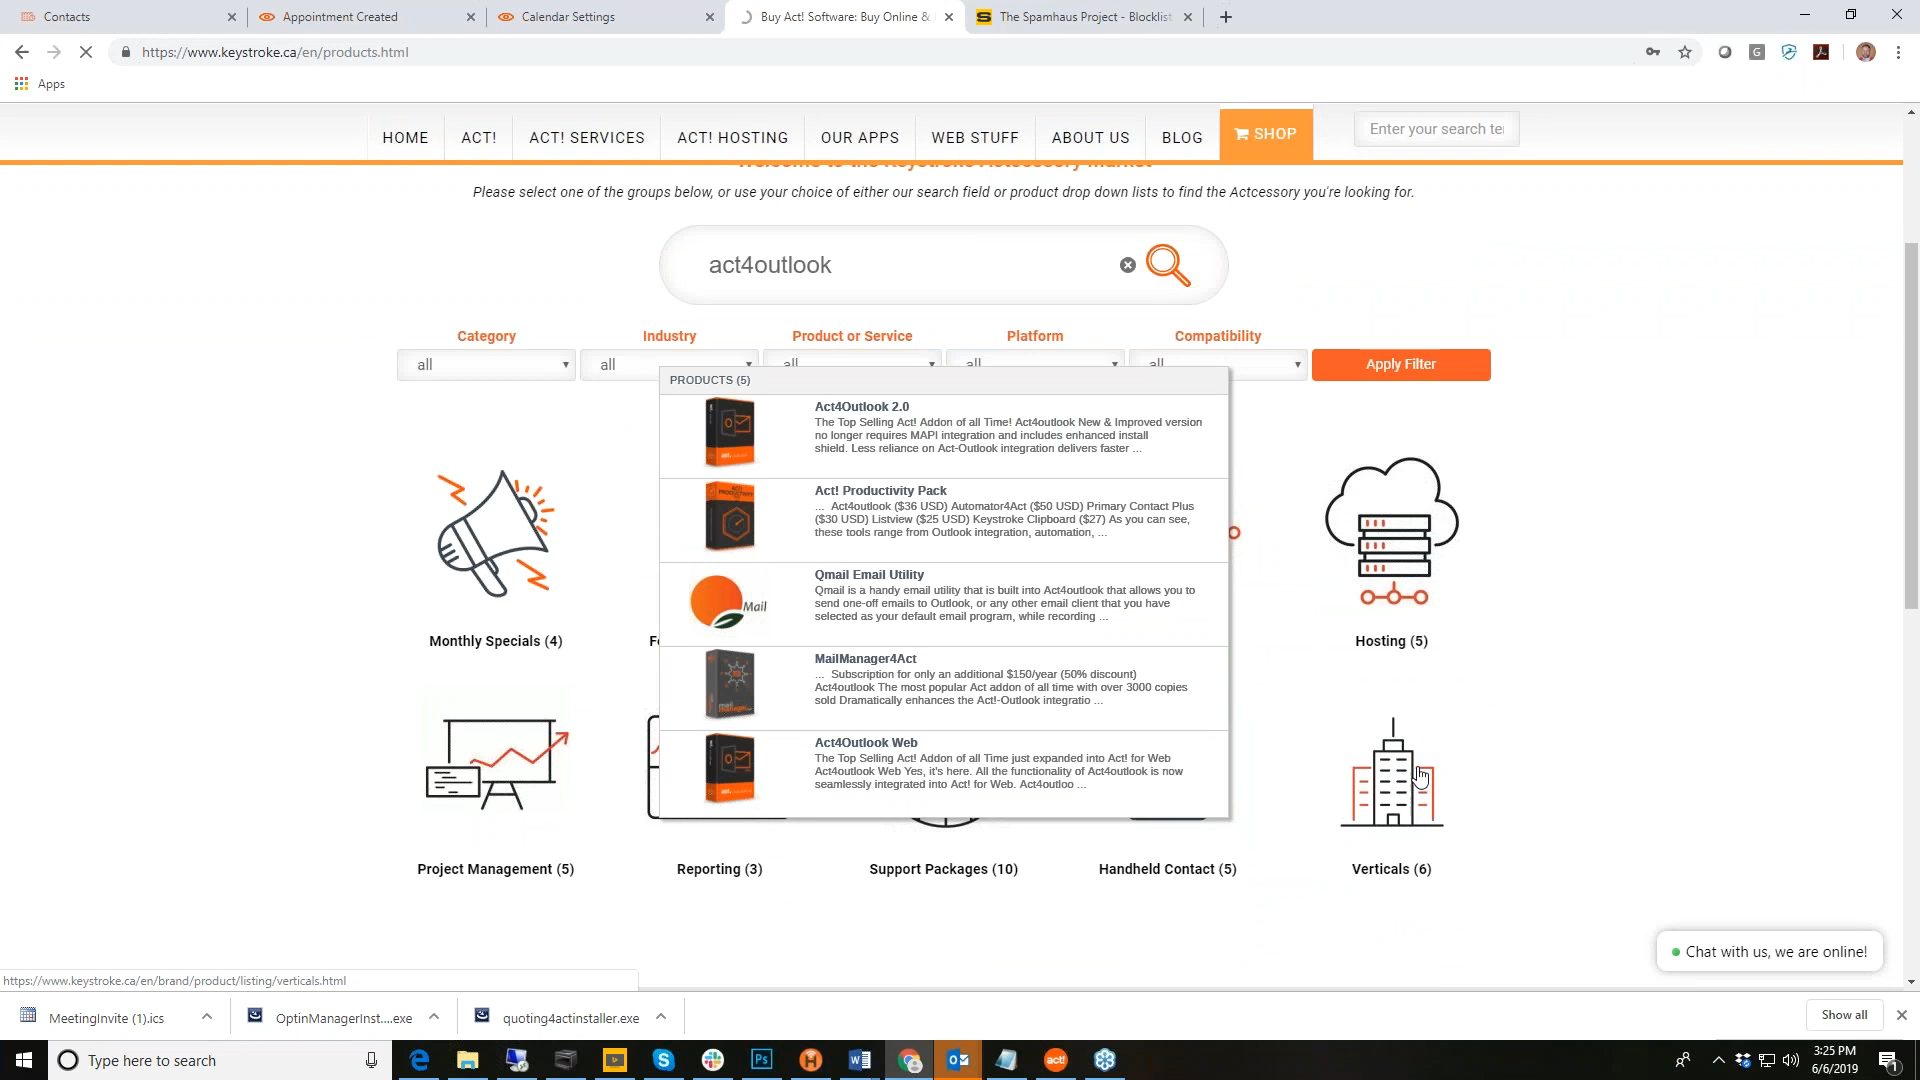 Contacts
Appointment Created
Calendar Settings
Buy Act! Software: Buy Online &
The Spamhaus Project - Blocklist
https://www.keystroke.ca/en/products.html
G
Apps
HOME
ACT!
ACT! SERVICES
ACT! HOSTING
OUR APPS
WEB STUFF
ABOUT US
BLOG
SHOP
Enter your search te
Welcome to the Keystroke Actcessory Market
Please select one of the groups below, or use your choice of either our search field or product drop down lists to find the Actcessory you're looking for.
act4outlook
Category
Industry
Product or Service
Platform
Compatibility
all
all
all
all
all
Apply Filter
PRODUCTS (5)
Act4Outlook 2.0
The Top Selling Act! Addon of all Time! Act4outlook New & Improved version
no longer requires MAPI integration and includes enhanced install
shield. Less reliance on Act-Outlook integration delivers faster ...
Act! Productivity Pack
... Act4outlook ($36 USD) Automator4Act ($50 USD) Primary Contact Plus
($30 USD) Listview ($25 USD) Keystroke Clipboard ($27) As you can see,
these tools range from Outlook integration, automation, ...
Mail
Qmail Email Utility
Qmail is a handy email utility that is built into Act4outlook that allows you to
send one-off emails to Outlook, or any other email client that you have
selected as your default email program, while recording ...
MailManager4Act
... Subscription for only an additional $150/year (50% discount)
Act4outlook The most popular Act addon of all time with over 3000 copies
sold Dramatically enhances the Act!-Outlook integratio ...
Act4Outlook Web
The Top Selling Act! Addon of all Time just expanded into Act! for Web
Act4outlook Web Yes, it's here. All the functionality of Act4outlook is now
seamlessly integrated into Act! for Web. Act4outloo ...
Monthly Specials (4)
Hosting (5)
Project Management (5)
Reporting (3)
Support Packages (10)
Handheld Contact (5)
Verticals (6)
Chat with us, we are online!
https://www.keystroke.ca/en/brand/product/listing/verticals.html
MeetingInvite (1).ics
OptinManagerInst....exe
quoting4actinstaller.exe
Show all
Type here to search
Ps
act!
3:25 PM
6/6/2019
1